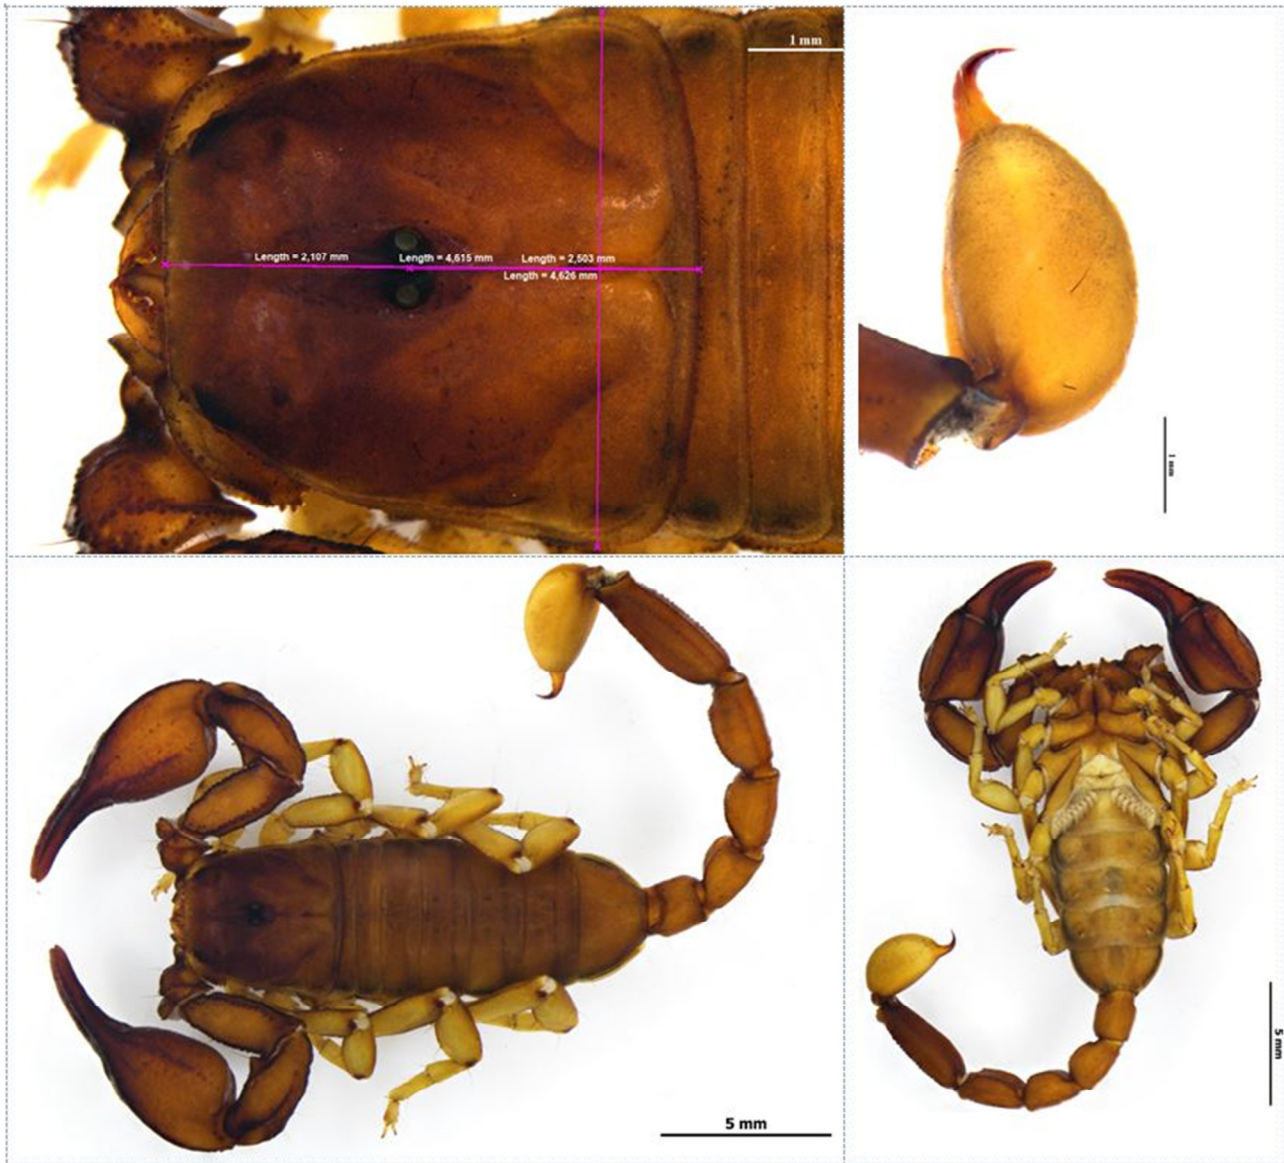 1 mm
Length = 2,107 mm
Length = 4,615 mm
Length = 2,503 mm
Length = 4,626 mm
1 mm
5 mm
5 mm